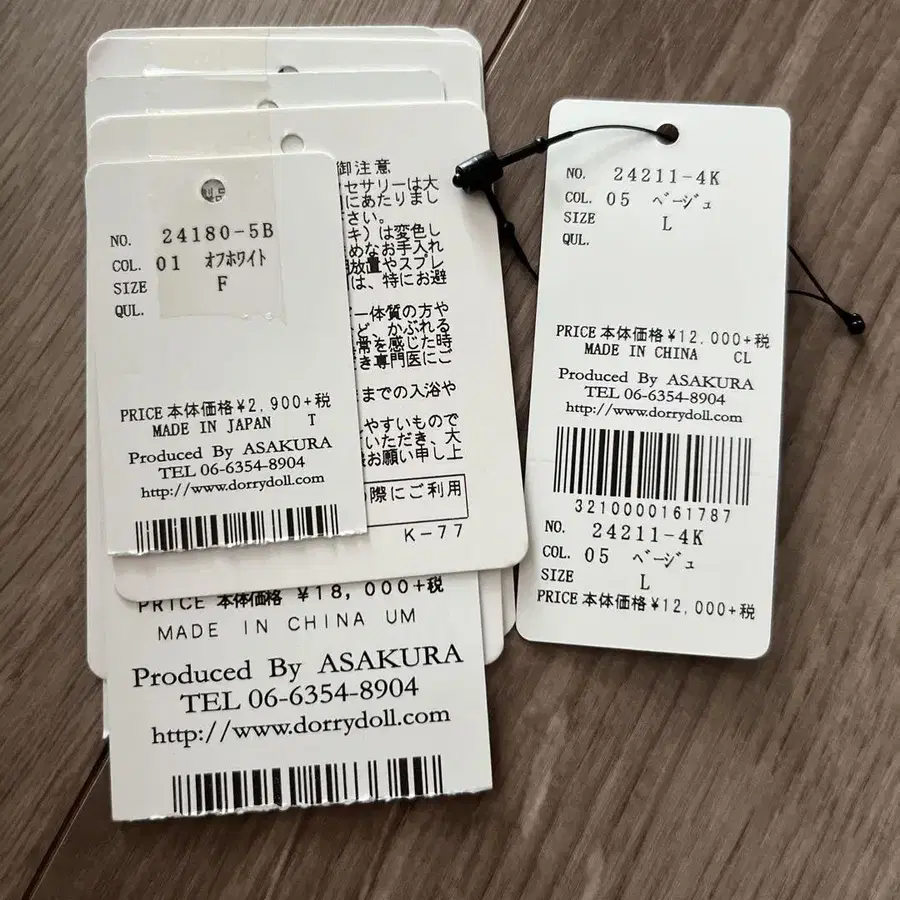 NO. 24180-5B
COL. 01 オフホワイト
SIZE F
QUL.
PRICE 本体価格¥2,900+税
MADE IN JAPAN T
Produced By ASAKURA
TEL 06-6354-8904
http://www.dorrydoll.com
御注意
セサリーは大
にあたりまし
さい。
キ)は変色し
めなお手入れ
放置やスプレ
は、特にお避
一体質の方や
ど、かぶれる
常を感じた時
き専門医にご
までの入浴や
やすいもので
いただき、大
お願い申し上
際にご利用
K-77
PRICE 本体価格 ¥18,000+税
MADE IN CHINA UM
Produced By ASAKURA
TEL 06-6354-8904
http://www.dorrydoll.com
NO. 24211-4K
COL. 05 ベージュ
SIZE L
QUL.
PRICE 本体価格¥12,000+税
MADE IN CHINA CL
Produced By ASAKURA
TEL 06-6354-8904
http://www.dorrydoll.com
3210000161787
NO. 24211-4K
COL. 05 ベージュ
SIZE L
PRICE 本体価格¥12,000+税